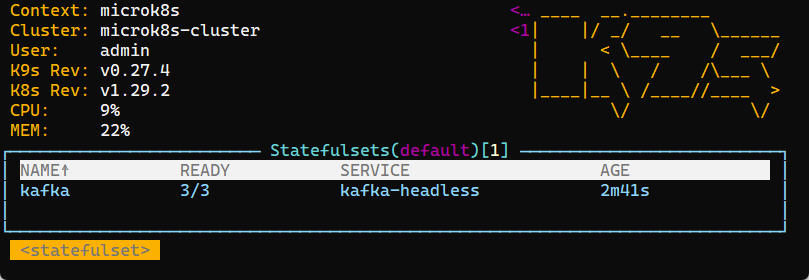 Context: microk8s
<...
Cluster: microk8s-cluster
<1
User: admin
K9s Rev: v0.27.4
K8s Rev: v1.29.2
CPU: 9%
MEM: 22%
Statefulsets(default)[1]
NAME↑ READY SERVICE AGE
kafka 3/3 kafka-headless 2m41s
<statefulset>